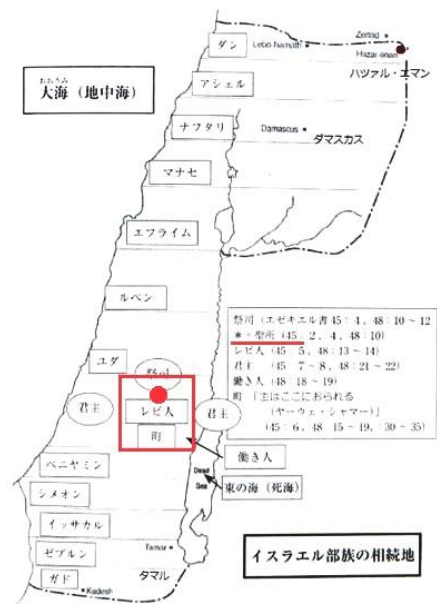 ダン
Lebo-hamath
Zedad
Hazar-enan
ハツァル・エマン
おおうみ
大海（地中海）
アシェル
ナフタリ
Damascus
ダマスカス
マナセ
エフライム
ルベン
祭司（エゼキエル書45：4、48：10~12
＊・聖所（45：2、4、48：10）
レビ人（45：5、48：13~14）
君主（45：7~8、48：21~22）
働き人（48：18~19）
町「主はここにおられる
（ヤーウェ・シャマー）」
（45：6、48：15~19、：30~35）
ユダ
祭司
君主
レビ人
君主
町
働き人
ベニヤミン
Dead
Sea
東の海（死海）
シメオン
イッサカル
ゼブルン
Tamar
タマル
イスラエル部族の相続地
ガド
Kadesh